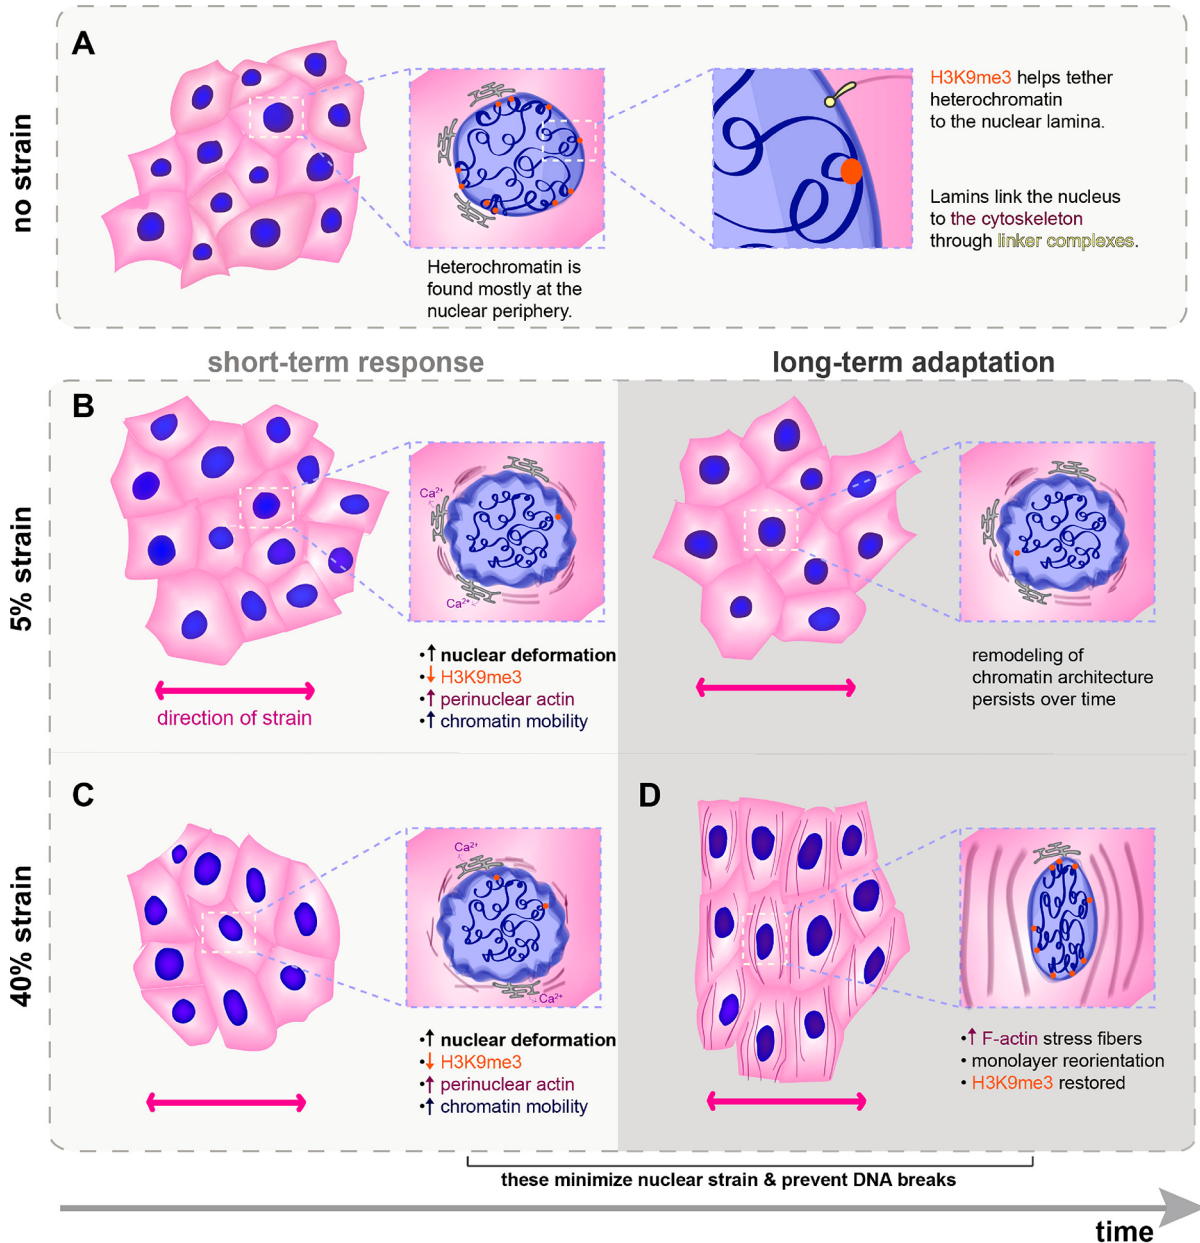 A
no strain
H3K9me3 helps tether
heterochromatin
to the nuclear lamina.
Lamins link the nucleus
to the cytoskeleton
through linker complexes.
Heterochromatin is
found mostly at the
nuclear periphery.
short-term response
long-term adaptation
B
5% strain
Ca²⁺
Ca²⁺
direction of strain
•↑ nuclear deformation
•↓ H3K9me3
•↑ perinuclear actin
•↑ chromatin mobility
remodeling of
chromatin architecture
persists over time
C
40% strain
Ca²⁺
Ca²⁺
•↑ nuclear deformation
•↓ H3K9me3
•↑ perinuclear actin
•↑ chromatin mobility
D
•↑ F-actin stress fibers
• monolayer reorientation
• H3K9me3 restored
these minimize nuclear strain & prevent DNA breaks
time